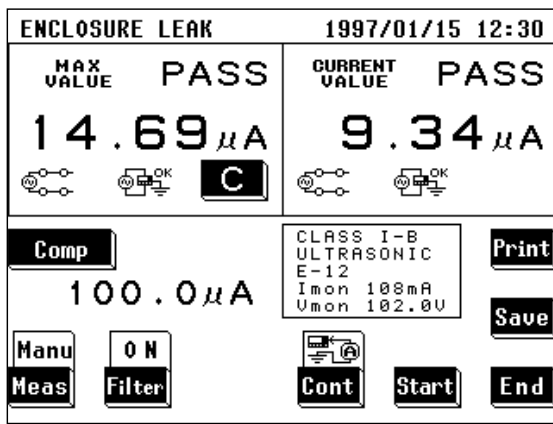 ENCLOSURE LEAK 1997/01/15 12:30
MAX VALUE PASS
14.69μA
OK
C
CURRENT VALUE PASS
9.34μA
OK
Comp
100.0μA
CLASS I-B
ULTRASONIC
E-12
Imon 108mA
Vmon 102.0V
Print
Save
Manu
Meas
ON
Filter
A
Cont
Start
End